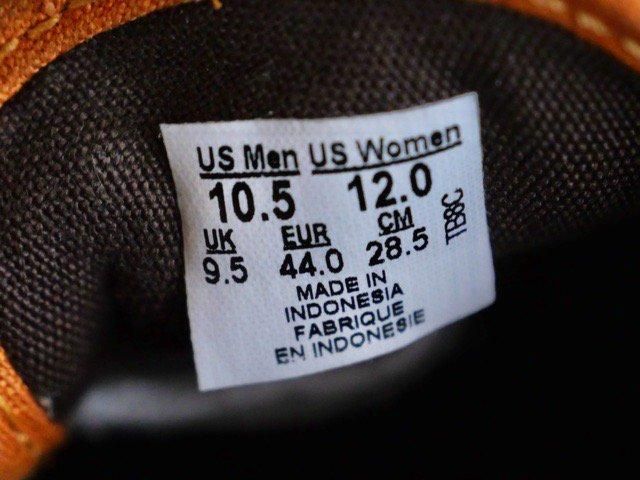 US Men US Women
10.5 12.0
UK EUR CM
9.5 44.0 28.5
TB8C
MADE IN
INDONESIA
FABRIQUE
EN INDONESIE